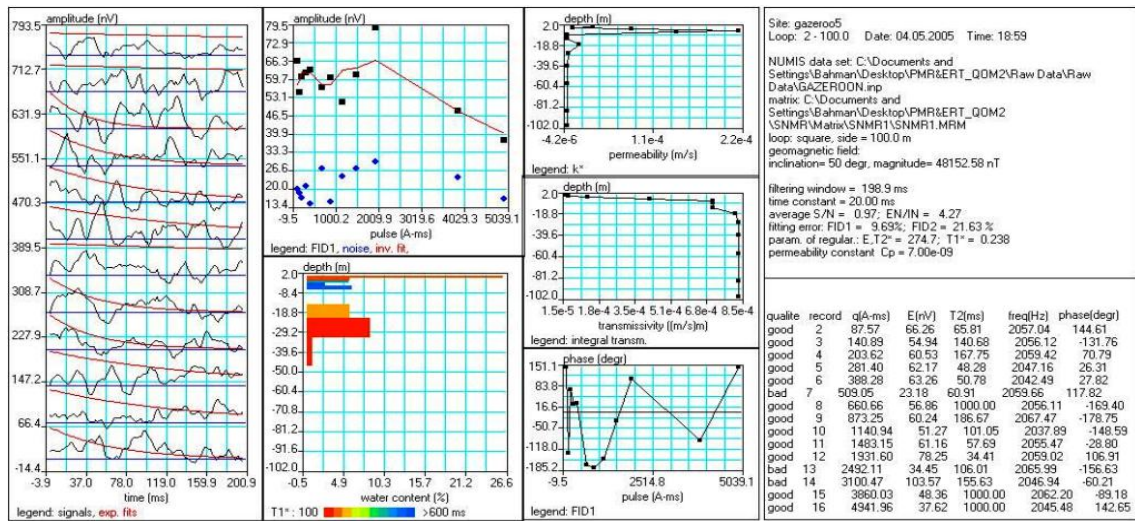 amplitude (nV)
793.5
712.7
631.9
551.1
470.3
389.5
308.7
227.9
147.2
66.4
-14.4
-3.9 37.0 78.0 119.0 159.9 200.9
time (ms)
legend: signals, exp. fits
amplitude (nV)
79.5
72.9
66.3
59.7
53.1
46.4
39.8
33.2
26.6
20.0
13.4
-9.5 1000.2 2009.9 3019.6 4029.3 5039.1
pulse (A-ms)
legend: FID1, noise, inv. fit,
depth (m)
2.0
-8.4
-18.8
-29.2
-39.6
-50.0
-60.4
-70.8
-81.2
-91.6
-102.0
-0.5 4.9 10.3 15.8 21.2 26.6
water content (%)
T1* : 100 >600 ms
depth (m)
2.0
-18.8
-39.6
-60.4
-81.2
-102.0
-4.2e-6 1.1e-4 2.2e-4
permeability (m/s)
legend: k*
depth (m)
2.0
-18.8
-39.6
-60.4
-81.2
-102.0
1.5e-5 1.8e-4 3.5e-4 5.1e-4 6.8e-4 8.5e-4
transmissivity ((m/s)m)
legend: integral transm.
phase (degr)
151.1
83.8
16.6
-50.7
-118.0
-185.2
-9.5 2514.8 5039.1
pulse (A-ms)
legend: FID1
Site: gazeroo5
Loop: 2 - 100.0 Date: 04.05.2005 Time: 18:59
NUMIS data set: C:\Documents and
Settings\Bahman\Desktop\PMR&ERT_QOM2\Raw Data\Raw
Data\GAZEROON.inp
matrix: C:\Documents and
Settings\Bahman\Desktop\PMR&ERT_QOM2
\SNMR\Matrix\SNMR1\SNMR1.MRM
loop: square, side = 100.0 m
geomagnetic field:
inclination= 50 degr, magnitude= 48152.58 nT
filtering window = 198.9 ms
time constant = 20.00 ms
average S/N = 0.97; EN/IN = 4.27
fitting error: FID1 = 9.69%; FID2 = 21.63 %
param. of regular.: E,T2* = 274.7; T1* = 0.238
permeability constant Cp = 7.00e-09
qualite record q(A-ms) E(nV) T2(ms) freq(Hz) phase(degr)
good 2 87.57 66.26 65.81 2057.04 144.61
good 3 140.89 54.94 140.68 2056.12 -131.76
good 4 203.62 60.53 167.75 2059.42 70.79
good 5 281.40 62.17 48.28 2047.16 26.31
good 6 388.28 63.26 50.78 2042.49 27.82
bad 7 509.05 23.18 60.91 2059.66 117.82
good 8 660.66 56.86 1000.00 2056.11 -169.40
good 9 873.25 60.24 186.67 2067.47 -178.75
good 10 1140.94 51.27 101.05 2037.89 -148.59
good 11 1483.15 61.16 57.69 2055.47 -28.80
good 12 1931.60 78.25 34.41 2059.02 106.91
bad 13 2492.11 34.45 106.01 2065.99 -156.63
bad 14 3100.47 103.57 155.63 2046.94 -60.21
good 15 3860.03 48.36 1000.00 2062.20 -89.18
good 16 4941.96 37.62 1000.00 2045.48 142.65